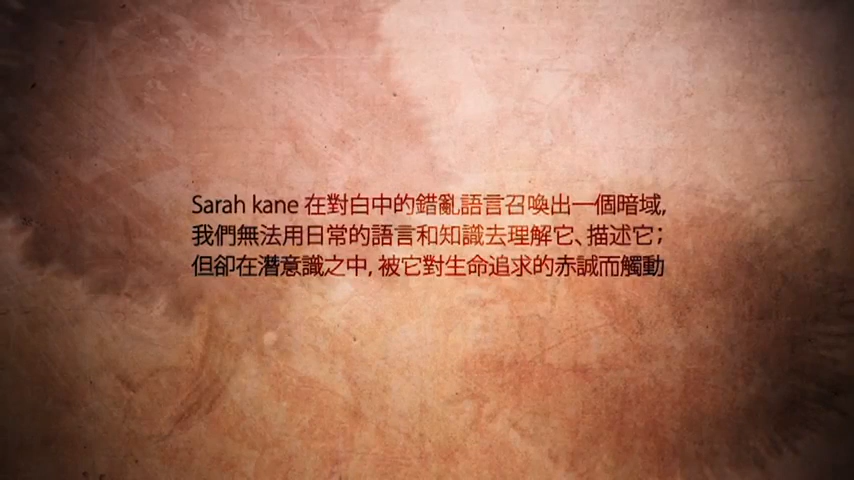 Sarah kane 在對白中的錯亂語言召喚出一個暗域,
我們無法用日常的語言和知識去理解它、描述它；
但卻在潛意識之中, 被它對生命追求的赤誠而觸動